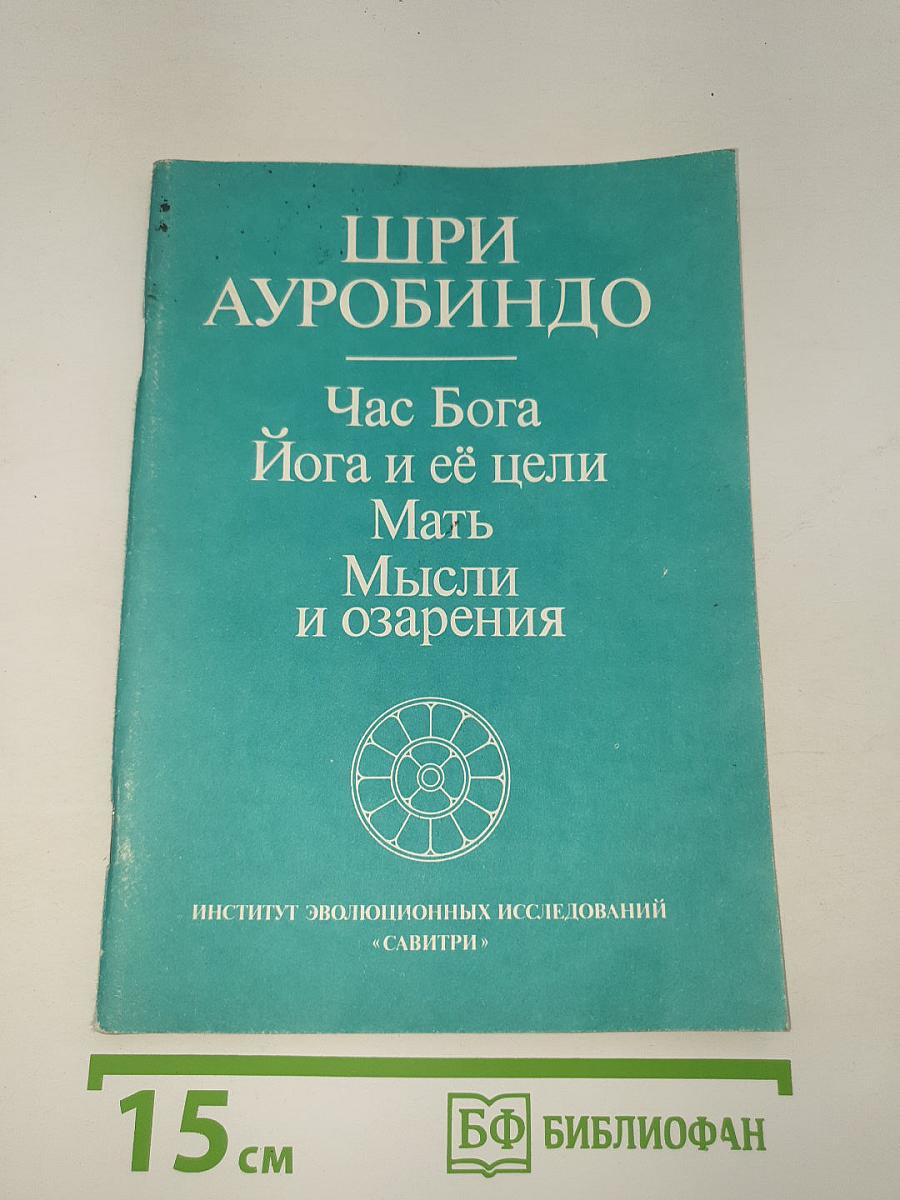 ШРИ
АУРОБИНДО
Час Бога
Йога и её цели
Мать
Мысли
и озарения
ИНСТИТУТ ЭВОЛЮЦИОННЫХ ИССЛЕДОВАНИЙ
«САВИТРИ»
15 см
БФ БИБЛИОФАН